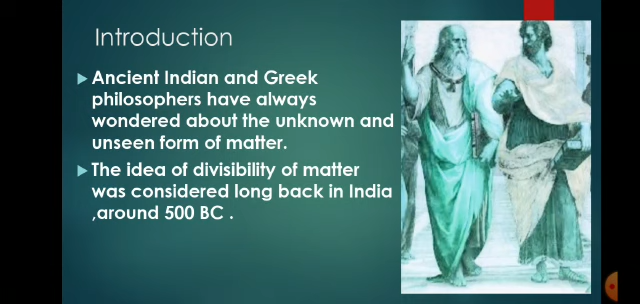 Introduction
Ancient Indian and Greek
philosophers have always
wondered about the unknown and
unseen form of matter.
The idea of divisibility of matter
was considered long back in India
,around 500 BC .